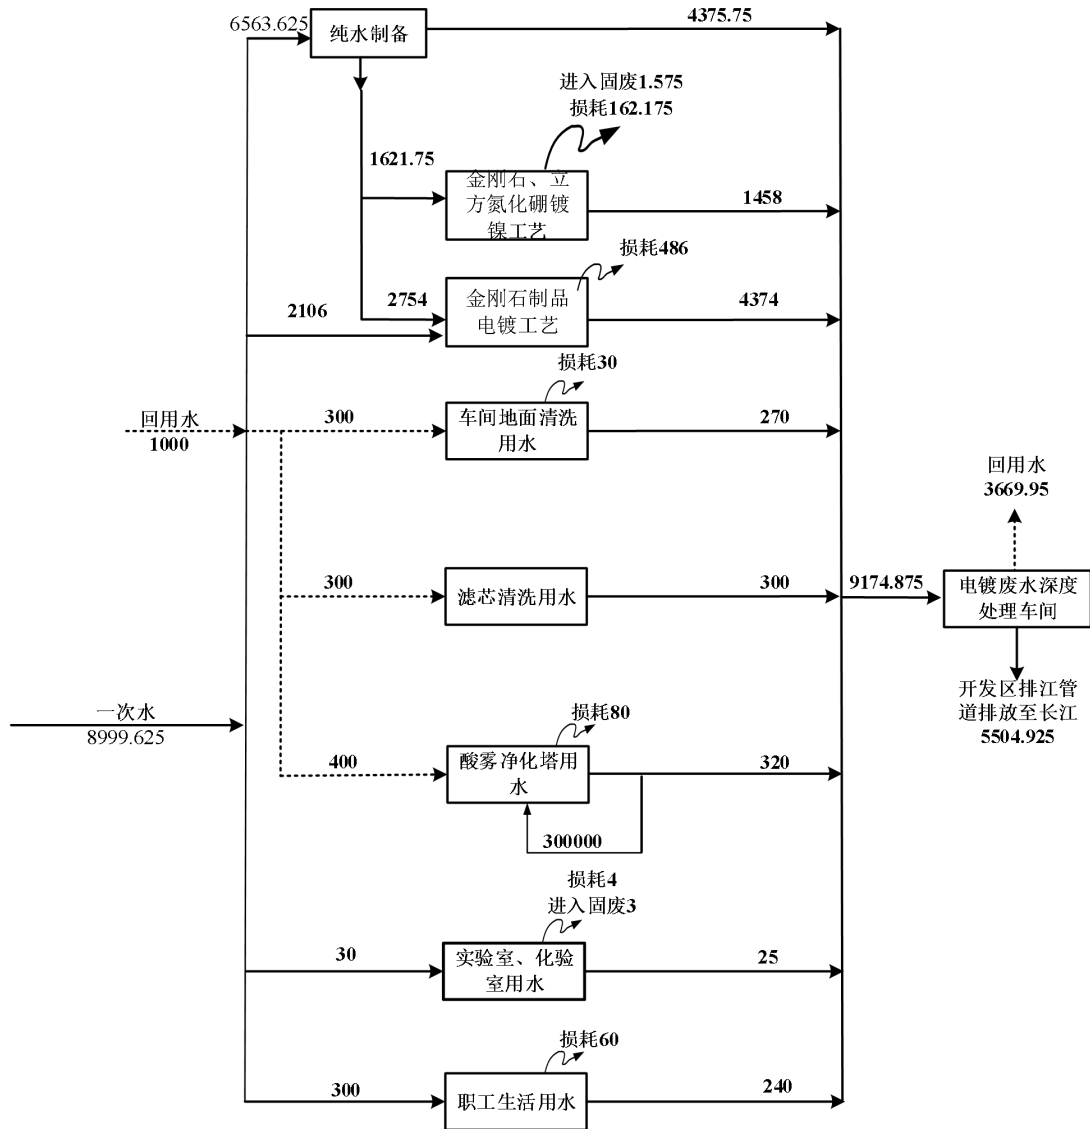 6563.625
纯水制备
4375.75
进入固废1.575
损耗162.175
1621.75
金刚石、立
方氮化硼镀
镍工艺
1458
损耗486
2106
2754
金刚石制品
电镀工艺
4374
损耗30
回用水
1000
300
车间地面清洗
用水
270
回用水
3669.95
300
滤芯清洗用水
300
9174.875
电镀废水深度
处理车间
一次水
8999.625
开发区排江管
道排放至长江
5504.925
损耗80
400
酸雾净化塔用
水
320
300000
损耗4
进入固废3
30
实验室、化验
室用水
25
损耗60
300
职工生活用水
240